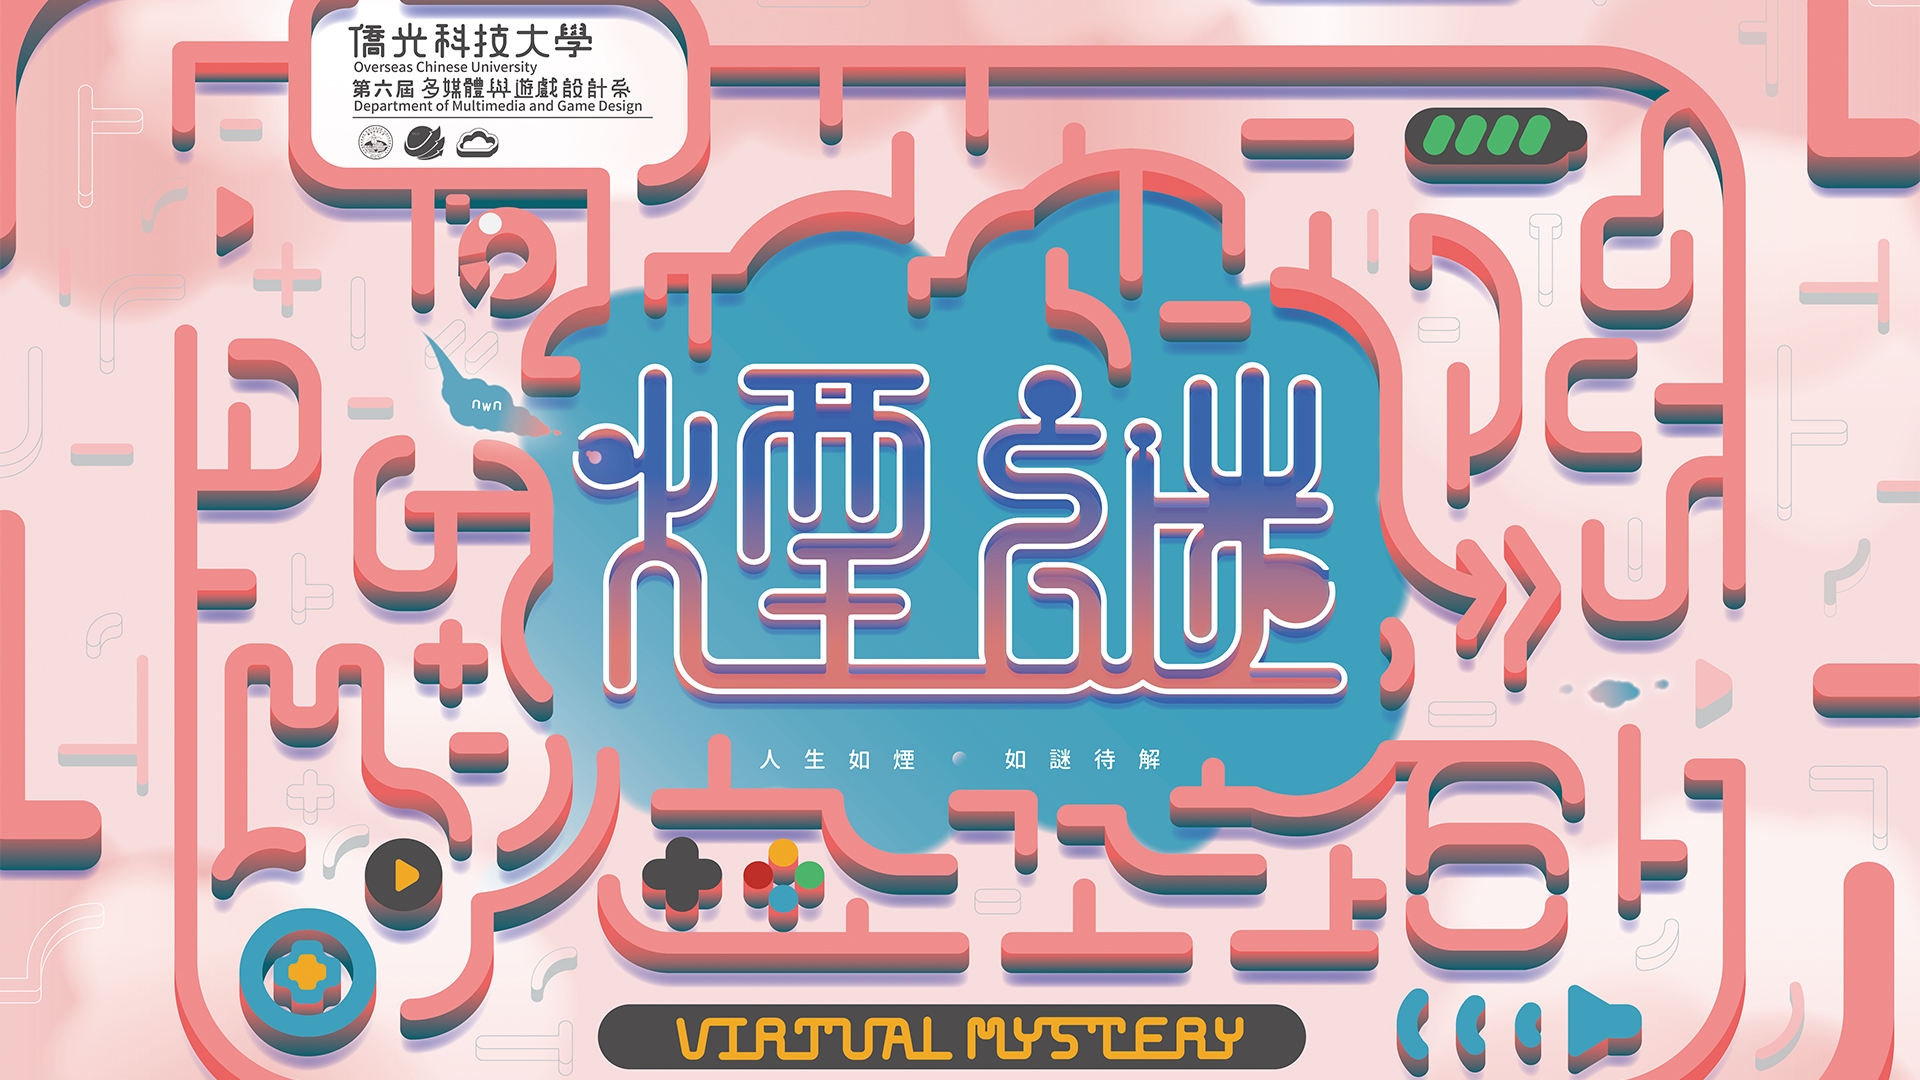 僑光科技大學
Overseas Chinese University
第六屆 多媒體與遊戲設計系
Department of Multimedia and Game Design
nwn
煙謎
人生如煙 如謎待解
VIRTUAL MYSTERY